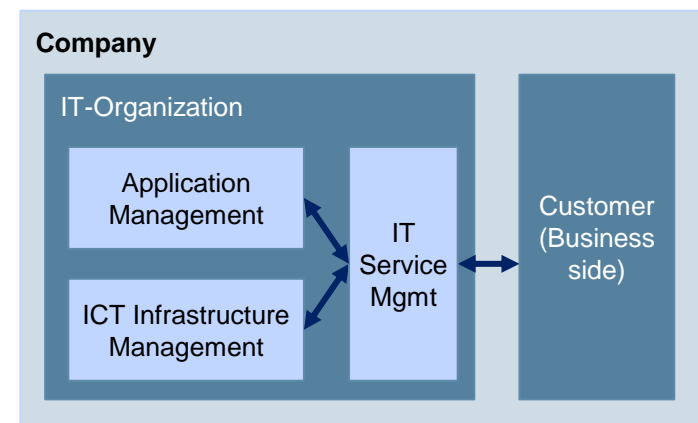 Company
IT-Organization
Application
Management
IT
Service
Mgmt
ICT Infrastructure
Management
Customer
(Business
side)